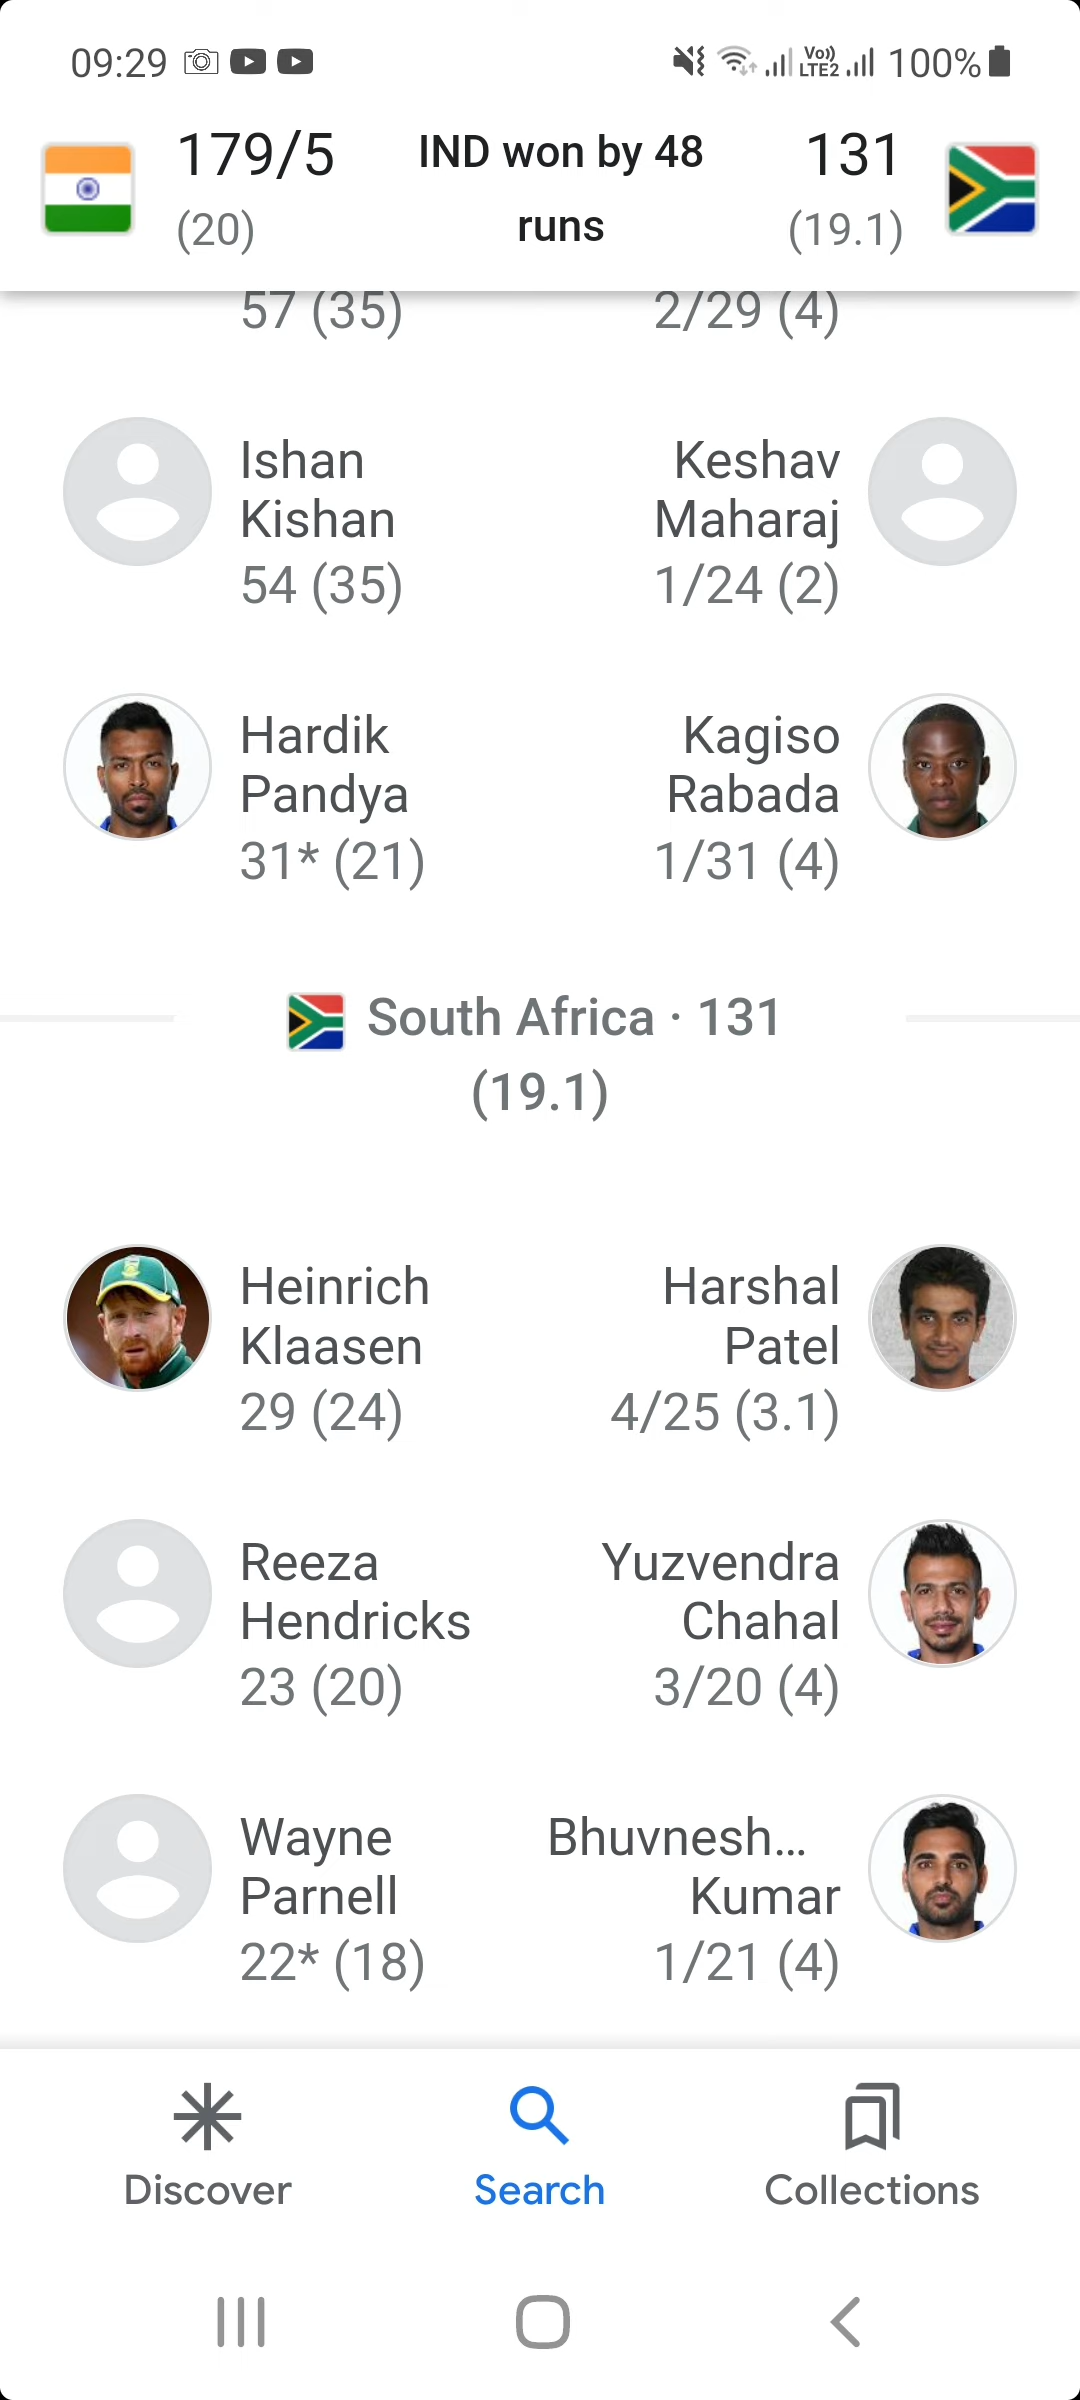 09:29
Vo)) LTE2
100%
179/5
IND won by 48
131
(20)
runs
(19.1)
57 (35)
2/29 (4)
Ishan
Kishan
54 (35)
Keshav
Maharaj
1/24 (2)
Hardik
Pandya
31* (21)
Kagiso
Rabada
1/31 (4)
South Africa · 131
(19.1)
Heinrich
Klaasen
29 (24)
Harshal
Patel
4/25 (3.1)
Reeza
Hendricks
23 (20)
Yuzvendra
Chahal
3/20 (4)
Wayne
Parnell
22* (18)
Bhuvnesh...
Kumar
1/21 (4)
Discover
Search
Collections